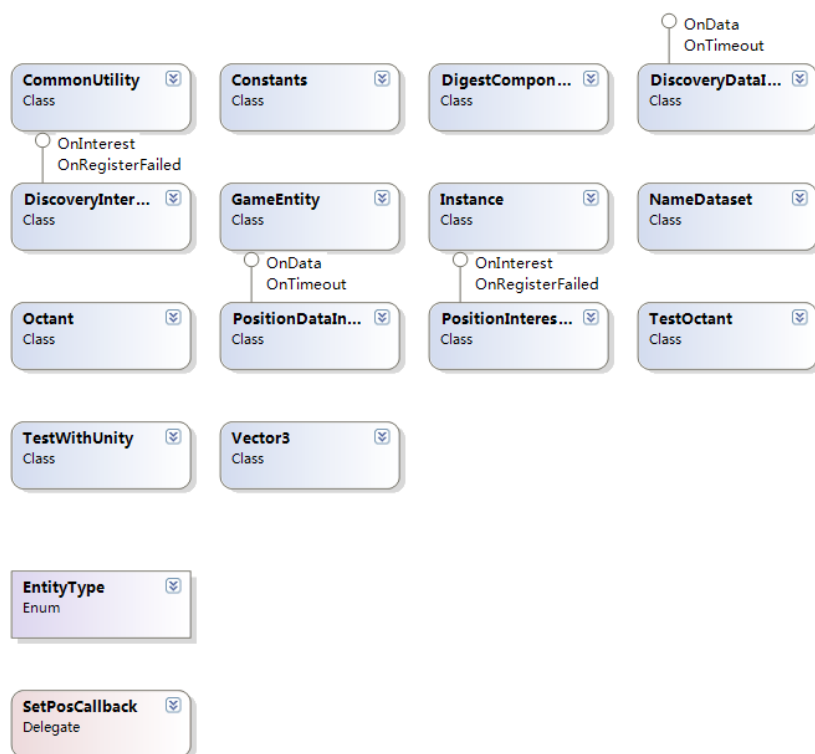 OnData
OnTimeout
CommonUtility
Class
Constants
Class
DigestCompon...
Class
DiscoveryDataI...
Class
OnInterest
OnRegisterFailed
DiscoveryInter...
Class
GameEntity
Class
Instance
Class
NameDataset
Class
OnData
OnTimeout
OnInterest
OnRegisterFailed
Octant
Class
PositionDataIn...
Class
PositionInteres...
Class
TestOctant
Class
TestWithUnity
Class
Vector3
Class
EntityType
Enum
SetPosCallback
Delegate